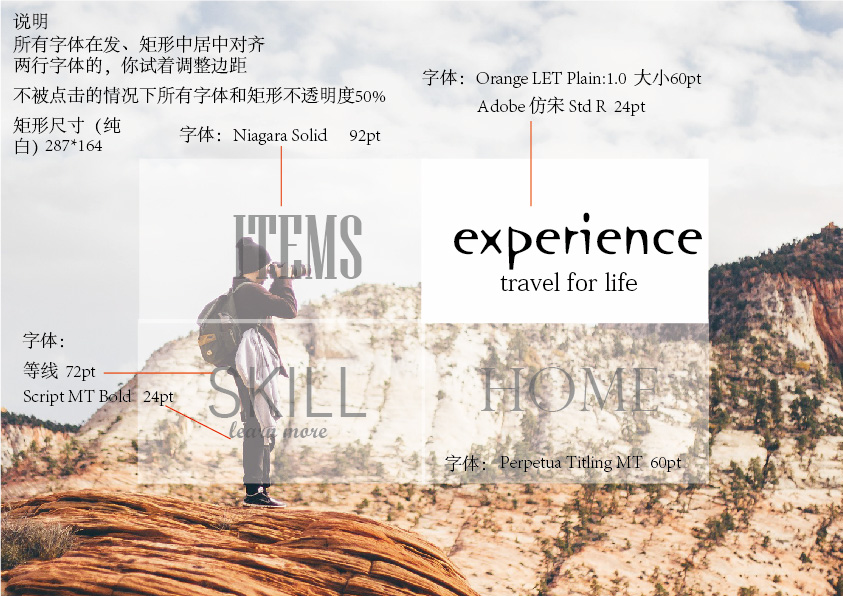 说明
所有字体在发、矩形中居中对齐
两行字体的，你试着调整边距
不被点击的情况下所有字体和矩形不透明度50%
矩形尺寸（纯
白）287*164
字体：Niagara Solid 92pt
字体：Orange LET Plain:1.0 大小60pt
Adobe 仿宋 Std R 24pt
ITEMS
experience
travel for life
字体：
等线 72pt
Script MT Bold 24pt
SKILL
learn more
HOME
字体：Perpetua Titling MT 60pt